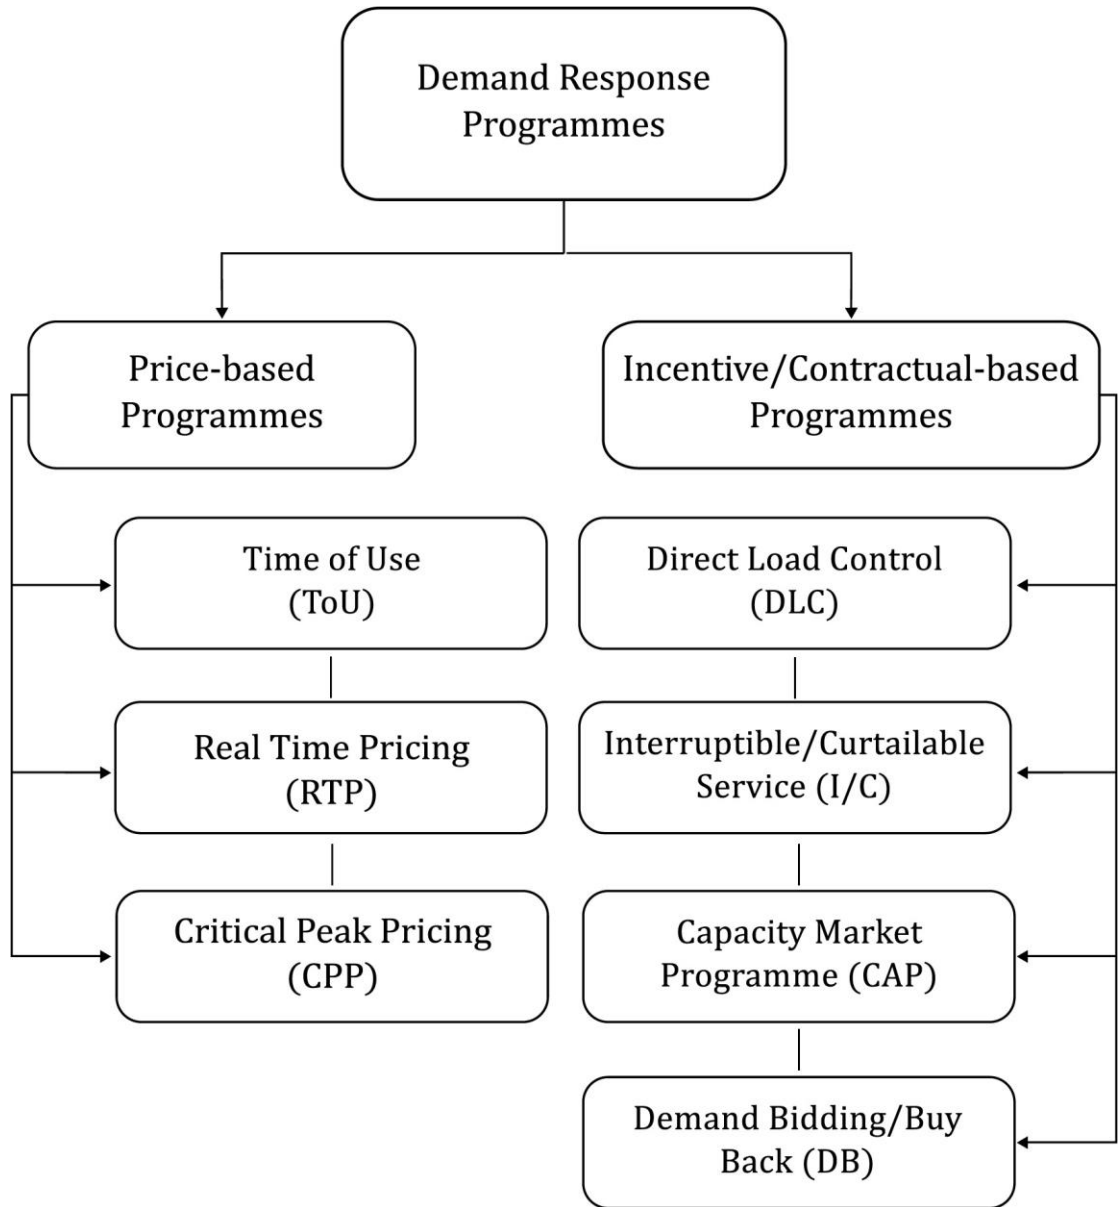 Demand Response
Programmes
Price-based
Programmes
Incentive/Contractual-based
Programmes
Time of Use
(ToU)
Direct Load Control
(DLC)
Real Time Pricing
(RTP)
Interruptible/Curtailable
Service (I/C)
Critical Peak Pricing
(CPP)
Capacity Market
Programme (CAP)
Demand Bidding/Buy
Back (DB)